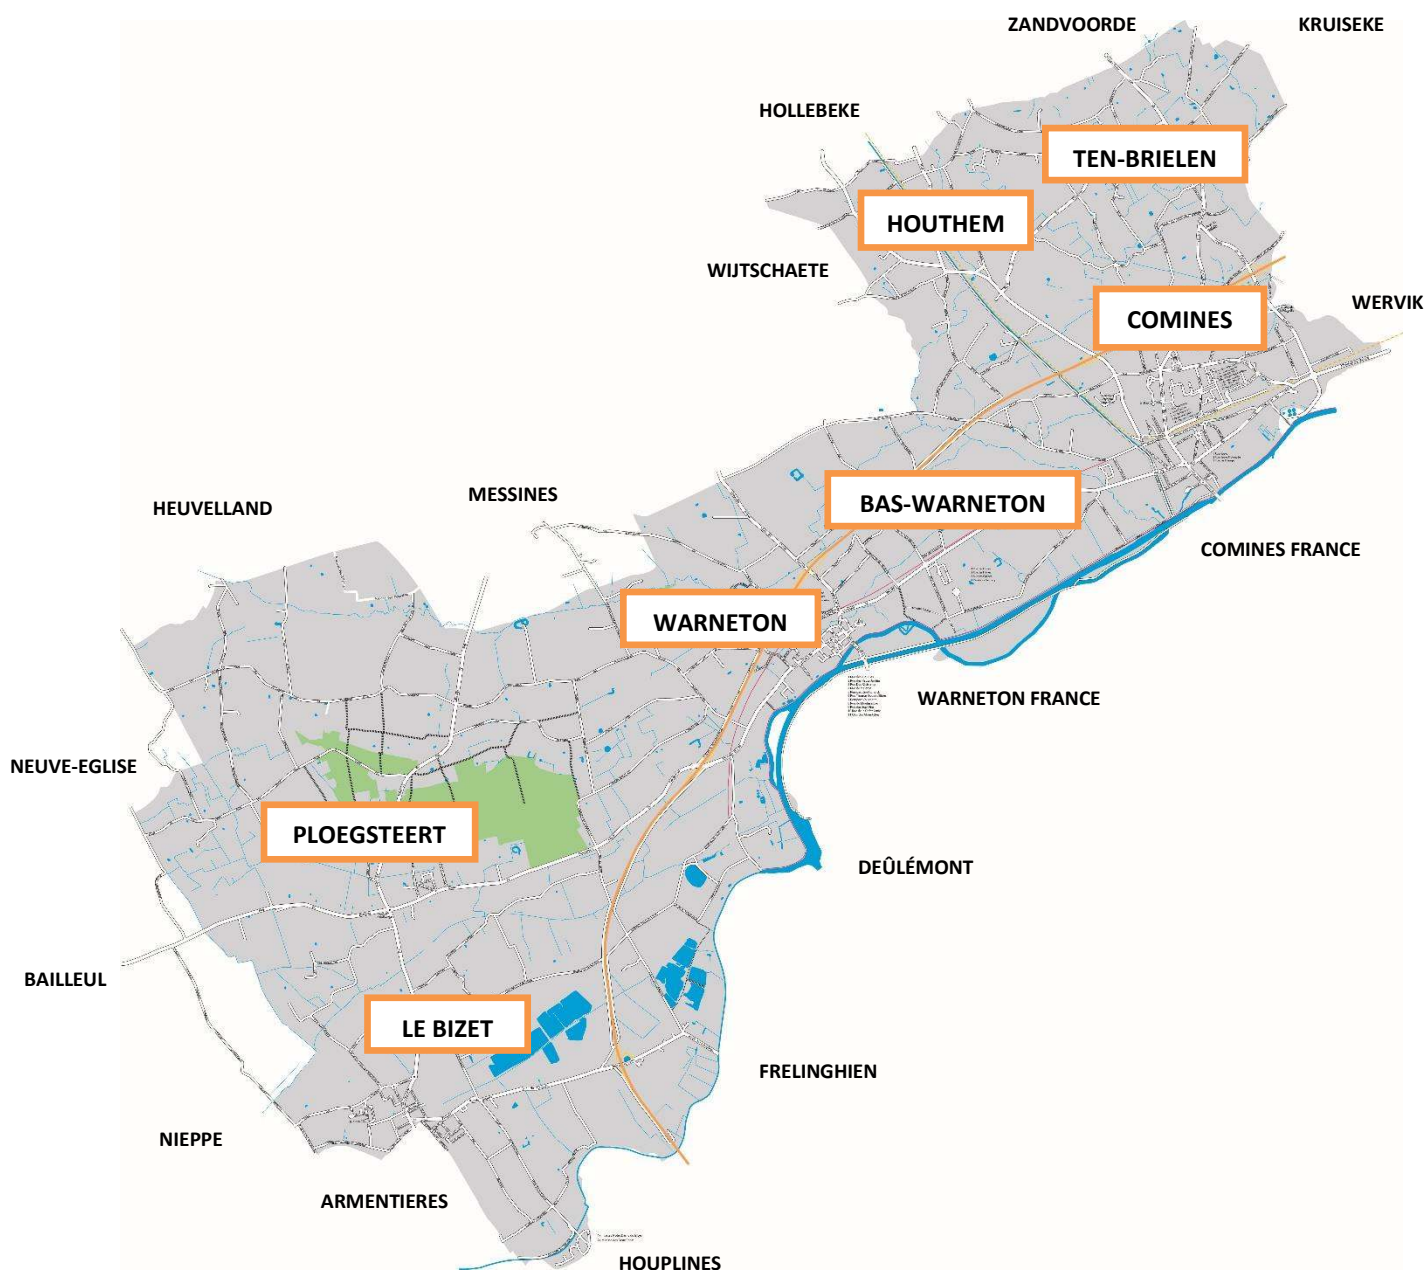 ZANDVOORDE
KRUISEKE
HOLLEBEKE
TEN-BRIELEN
HOUTHEM
WIJTSCHAETE
COMINES
WERVIK
MESSINES
BAS-WARNETON
HEUVELLAND
COMINES FRANCE
WARNETON
WARNETON FRANCE
NEUVE-EGLISE
PLOEGSTEERT
DEÛLÉMONT
BAILLEUL
LE BIZET
FRELINGHIEN
NIEPPE
ARMENTIERES
HOUPLINES